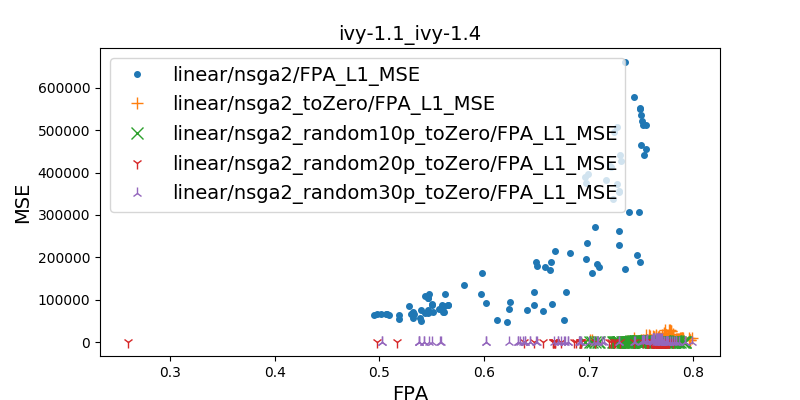 ivy-1.1_ivy-1.4
linear/nsga2/FPA_L1_MSE
linear/nsga2_toZero/FPA_L1_MSE
linear/nsga2_random10p_toZero/FPA_L1_MSE
linear/nsga2_random20p_toZero/FPA_L1_MSE
linear/nsga2_random30p_toZero/FPA_L1_MSE
MSE
600000
500000
400000
300000
200000
100000
0
0.3
0.4
0.5
0.6
0.7
0.8
FPA